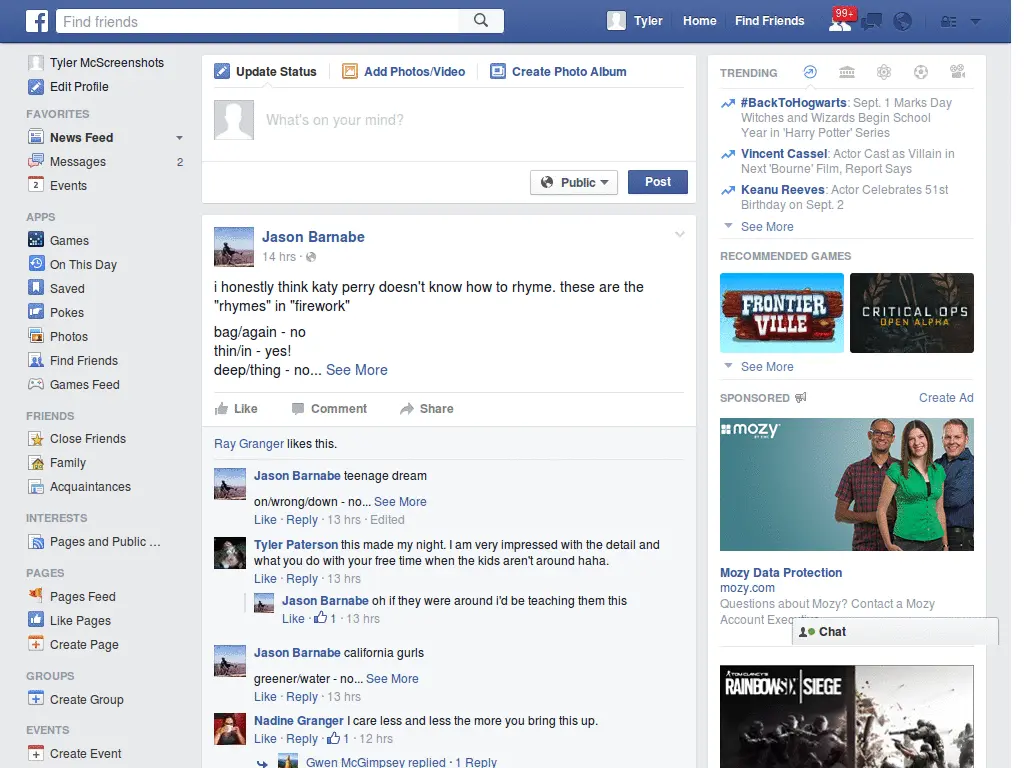 Find friends
Tyler
Home
Find Friends
99+
Tyler McScreenshots
Edit Profile
FAVORITES
News Feed
Messages 2
Events
APPS
Games
On This Day
Saved
Pokes
Photos
Find Friends
Games Feed
FRIENDS
Close Friends
Family
Acquaintances
INTERESTS
Pages and Public ...
PAGES
Pages Feed
Like Pages
Create Page
GROUPS
Create Group
EVENTS
Create Event
Update Status
Add Photos/Video
Create Photo Album
What's on your mind?
Public
Post
Jason Barnabe
14 hrs ·
i honestly think katy perry doesn't know how to rhyme. these are the
"rhymes" in "firework"
bag/again - no
thin/in - yes!
deep/thing - no... See More
Like Comment Share
Ray Granger likes this.
Jason Barnabe teenage dream
on/wrong/down - no... See More
Like · Reply · 13 hrs · Edited
Tyler Paterson this made my night. I am very impressed with the detail and
what you do with your free time when the kids aren't around haha.
Like · Reply · 13 hrs
Jason Barnabe oh if they were around i'd be teaching them this
Like · 1 · 13 hrs
Jason Barnabe california gurls
greener/water - no... See More
Like · Reply · 13 hrs
Nadine Granger I care less and less the more you bring this up.
Like · Reply · 1 · 12 hrs
Gwen McGimpsey replied · 1 Reply
TRENDING
#BackToHogwarts: Sept. 1 Marks Day
Witches and Wizards Begin School
Year in 'Harry Potter' Series
Vincent Cassel: Actor Cast as Villain in
Next 'Bourne' Film, Report Says
Keanu Reeves: Actor Celebrates 51st
Birthday on Sept. 2
See More
RECOMMENDED GAMES
FRONTIER
VILLE
CRITICAL OPS
OPEN ALPHA
See More
SPONSORED
Create Ad
mozy
Mozy Data Protection
mozy.com
Questions about Mozy? Contact a Mozy
Account
Chat
TOM CLANCY'S
RAINBOW SIX SIEGE